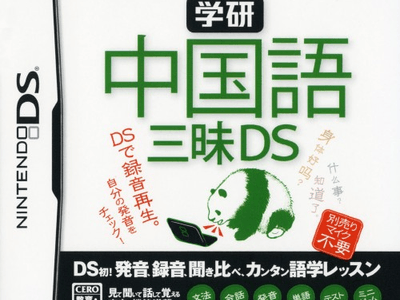 学研
中国語
三昧DS
NINTENDO DS
DSで録音再生。
自分の発音を
チェック!
身体好吗?
什么事?
知道了。
別売り
マイク
不要
DS初! 発音、録音、聞き比べ、カンタン語学レッスン
CERO
見て聞いて話して覚える
文法
会話
発音
単語
ミニ